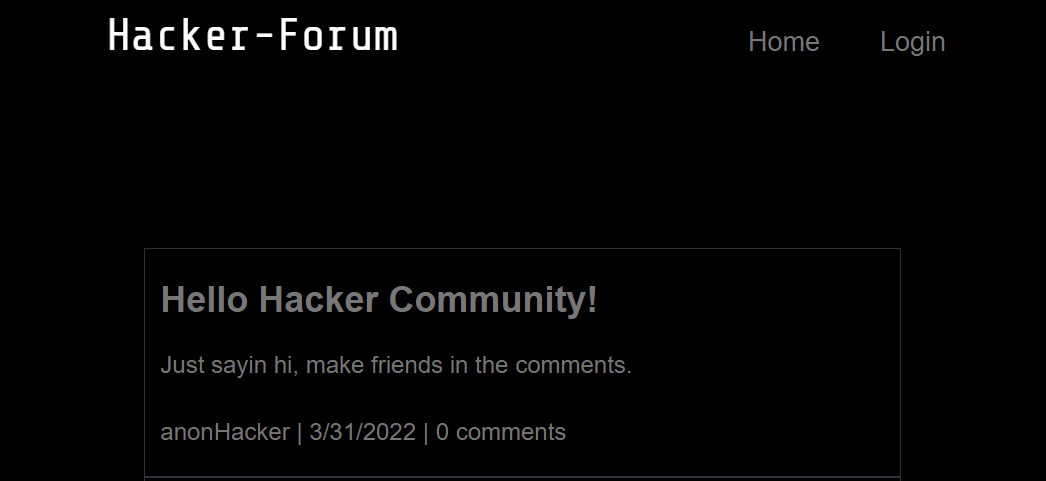 Hacker-Forum
Home
Login
Hello Hacker Community!
Just sayin hi, make friends in the comments.
anonHacker | 3/31/2022 | 0 comments